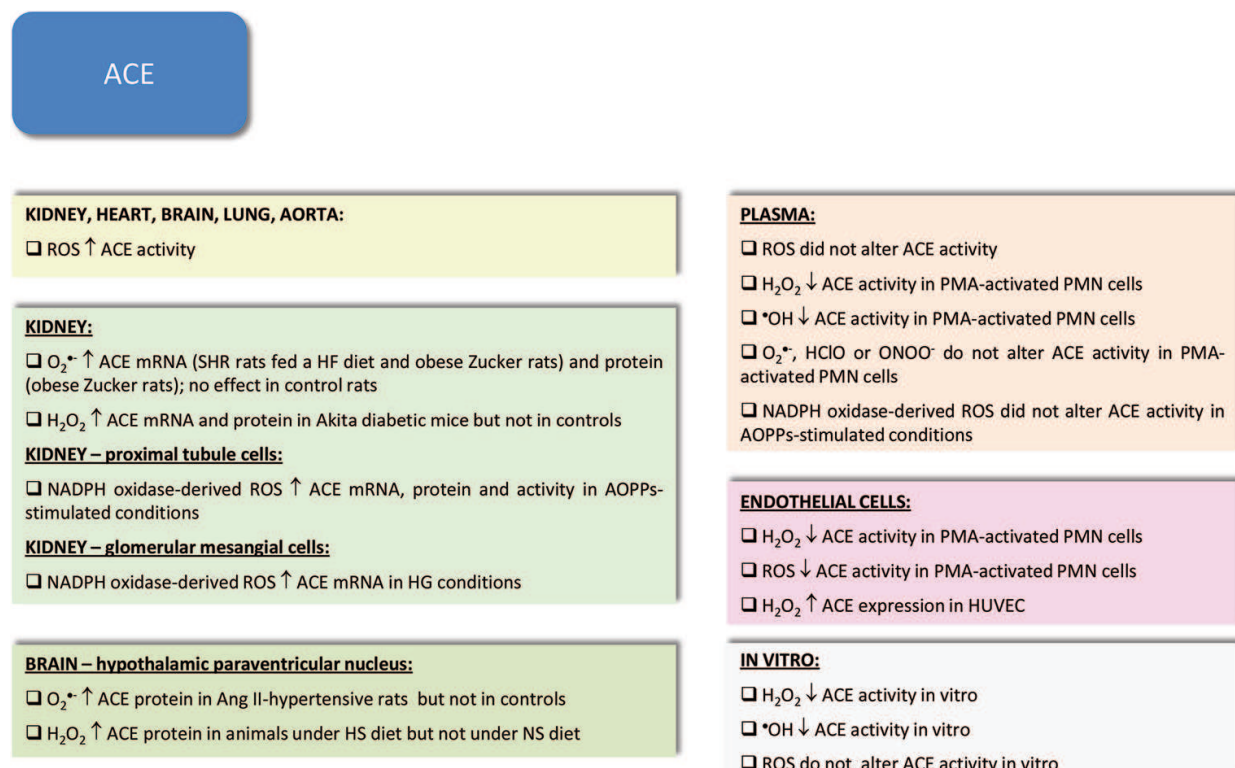 ACE
KIDNEY, HEART, BRAIN, LUNG, AORTA:
❑ ROS ↑ ACE activity
KIDNEY:
❑ O₂•- ↑ ACE mRNA (SHR rats fed a HF diet and obese Zucker rats) and protein
(obese Zucker rats); no effect in control rats
❑ H₂O₂ ↑ ACE mRNA and protein in Akita diabetic mice but not in controls
KIDNEY – proximal tubule cells:
❑ NADPH oxidase-derived ROS ↑ ACE mRNA, protein and activity in AOPPs-
stimulated conditions
KIDNEY – glomerular mesangial cells:
❑ NADPH oxidase-derived ROS ↑ ACE mRNA in HG conditions
BRAIN – hypothalamic paraventricular nucleus:
❑ O₂•- ↑ ACE protein in Ang II-hypertensive rats but not in controls
❑ H₂O₂ ↑ ACE protein in animals under HS diet but not under NS diet
PLASMA:
❑ ROS did not alter ACE activity
❑ H₂O₂ ↓ ACE activity in PMA-activated PMN cells
❑ •OH ↓ ACE activity in PMA-activated PMN cells
❑ O₂•-, HClO or ONOO⁻ do not alter ACE activity in PMA-
activated PMN cells
❑ NADPH oxidase-derived ROS did not alter ACE activity in
AOPPs-stimulated conditions
ENDOTHELIAL CELLS:
❑ H₂O₂ ↓ ACE activity in PMA-activated PMN cells
❑ ROS ↓ ACE activity in PMA-activated PMN cells
❑ H₂O₂ ↑ ACE expression in HUVEC
IN VITRO:
❑ H₂O₂ ↓ ACE activity in vitro
❑ •OH ↓ ACE activity in vitro
❑ ROS do not alter ACE activity in vitro